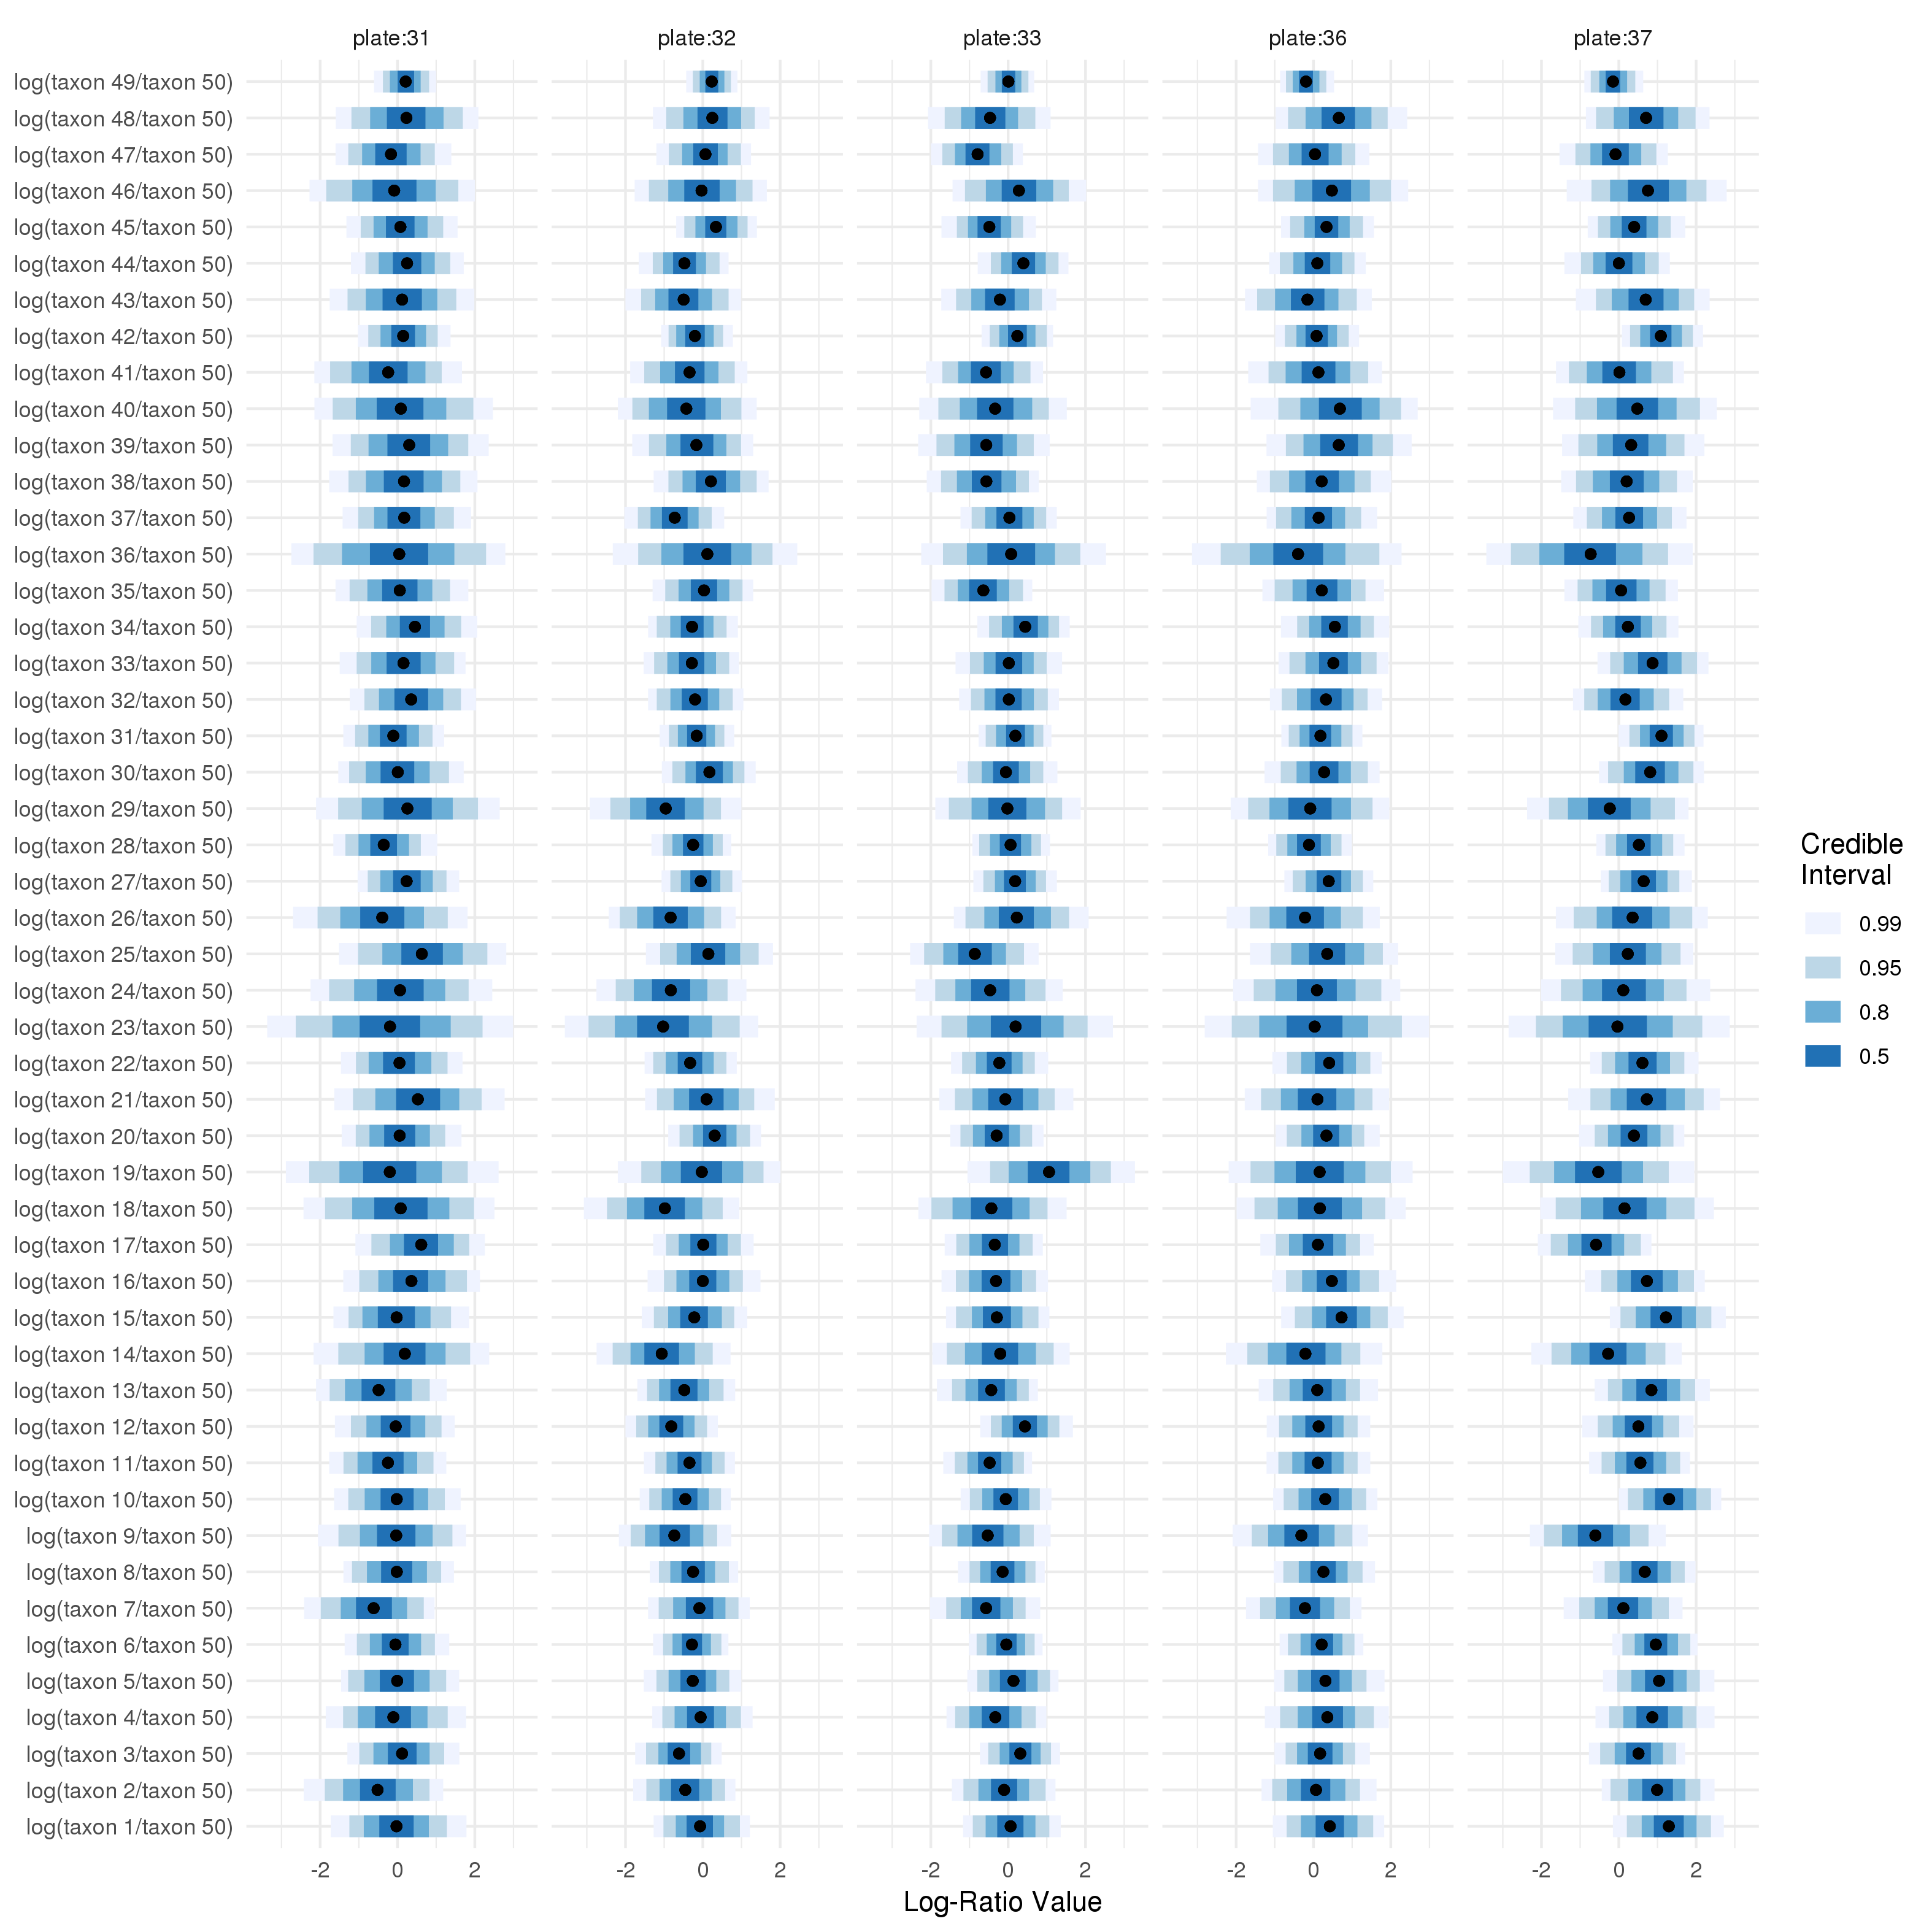 plate:31 plate:32 plate:33 plate:36 plate:37
log(taxon 49/taxon 50)
log(taxon 48/taxon 50)
log(taxon 47/taxon 50)
log(taxon 46/taxon 50)
log(taxon 45/taxon 50)
log(taxon 44/taxon 50)
log(taxon 43/taxon 50)
log(taxon 42/taxon 50)
log(taxon 41/taxon 50)
log(taxon 40/taxon 50)
log(taxon 39/taxon 50)
log(taxon 38/taxon 50)
log(taxon 37/taxon 50)
log(taxon 36/taxon 50)
log(taxon 35/taxon 50)
log(taxon 34/taxon 50)
log(taxon 33/taxon 50)
log(taxon 32/taxon 50)
log(taxon 31/taxon 50)
log(taxon 30/taxon 50)
log(taxon 29/taxon 50)
log(taxon 28/taxon 50)
log(taxon 27/taxon 50)
log(taxon 26/taxon 50)
log(taxon 25/taxon 50)
log(taxon 24/taxon 50)
log(taxon 23/taxon 50)
log(taxon 22/taxon 50)
log(taxon 21/taxon 50)
log(taxon 20/taxon 50)
log(taxon 19/taxon 50)
log(taxon 18/taxon 50)
log(taxon 17/taxon 50)
log(taxon 16/taxon 50)
log(taxon 15/taxon 50)
log(taxon 14/taxon 50)
log(taxon 13/taxon 50)
log(taxon 12/taxon 50)
log(taxon 11/taxon 50)
log(taxon 10/taxon 50)
log(taxon 9/taxon 50)
log(taxon 8/taxon 50)
log(taxon 7/taxon 50)
log(taxon 6/taxon 50)
log(taxon 5/taxon 50)
log(taxon 4/taxon 50)
log(taxon 3/taxon 50)
log(taxon 2/taxon 50)
log(taxon 1/taxon 50)
-2 0 2 -2 0 2 -2 0 2 -2 0 2 -2 0 2
Log-Ratio Value
Credible
Interval
0.99
0.95
0.8
0.5